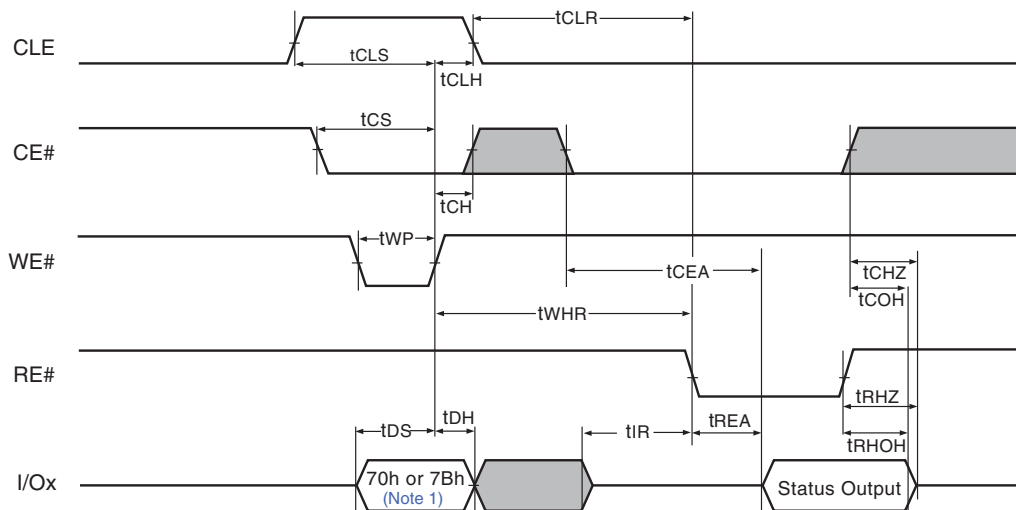 tCLR
CLE
tCLS
tCLH
tCS
CE#
tCH
tWP
WE#
tCEA
tCHZ
tCOH
tWHR
RE#
tRHZ
tDH
tDS
tIR
tREA
tRHOH
I/Ox
70h or 7Bh
(Note 1)
Status Output